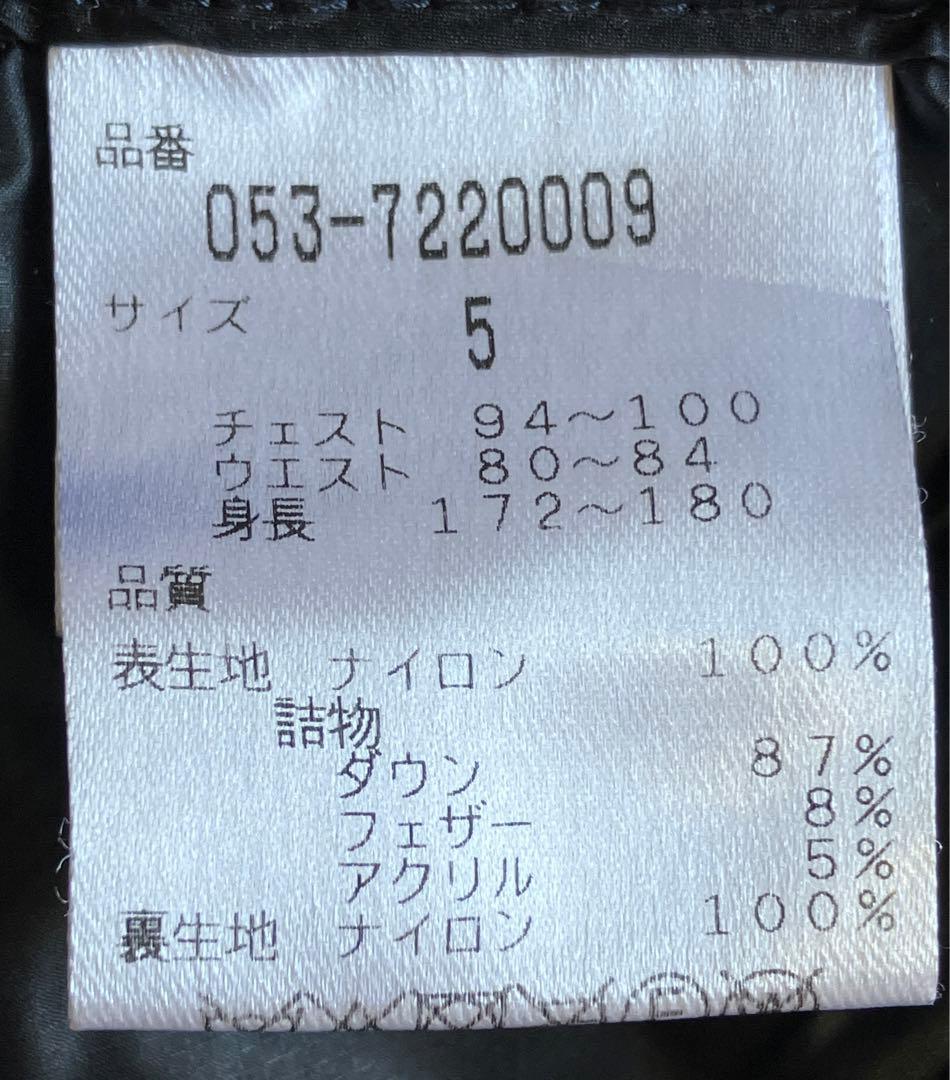 品番
053-7220009
サイズ 5
チェスト 94～100
ウエスト 80～84
身長 172～180
品質
表生地 ナイロン 100%
詰物
ダウン 87%
フェザー 8%
アクリル 5%
裏生地 ナイロン 100%